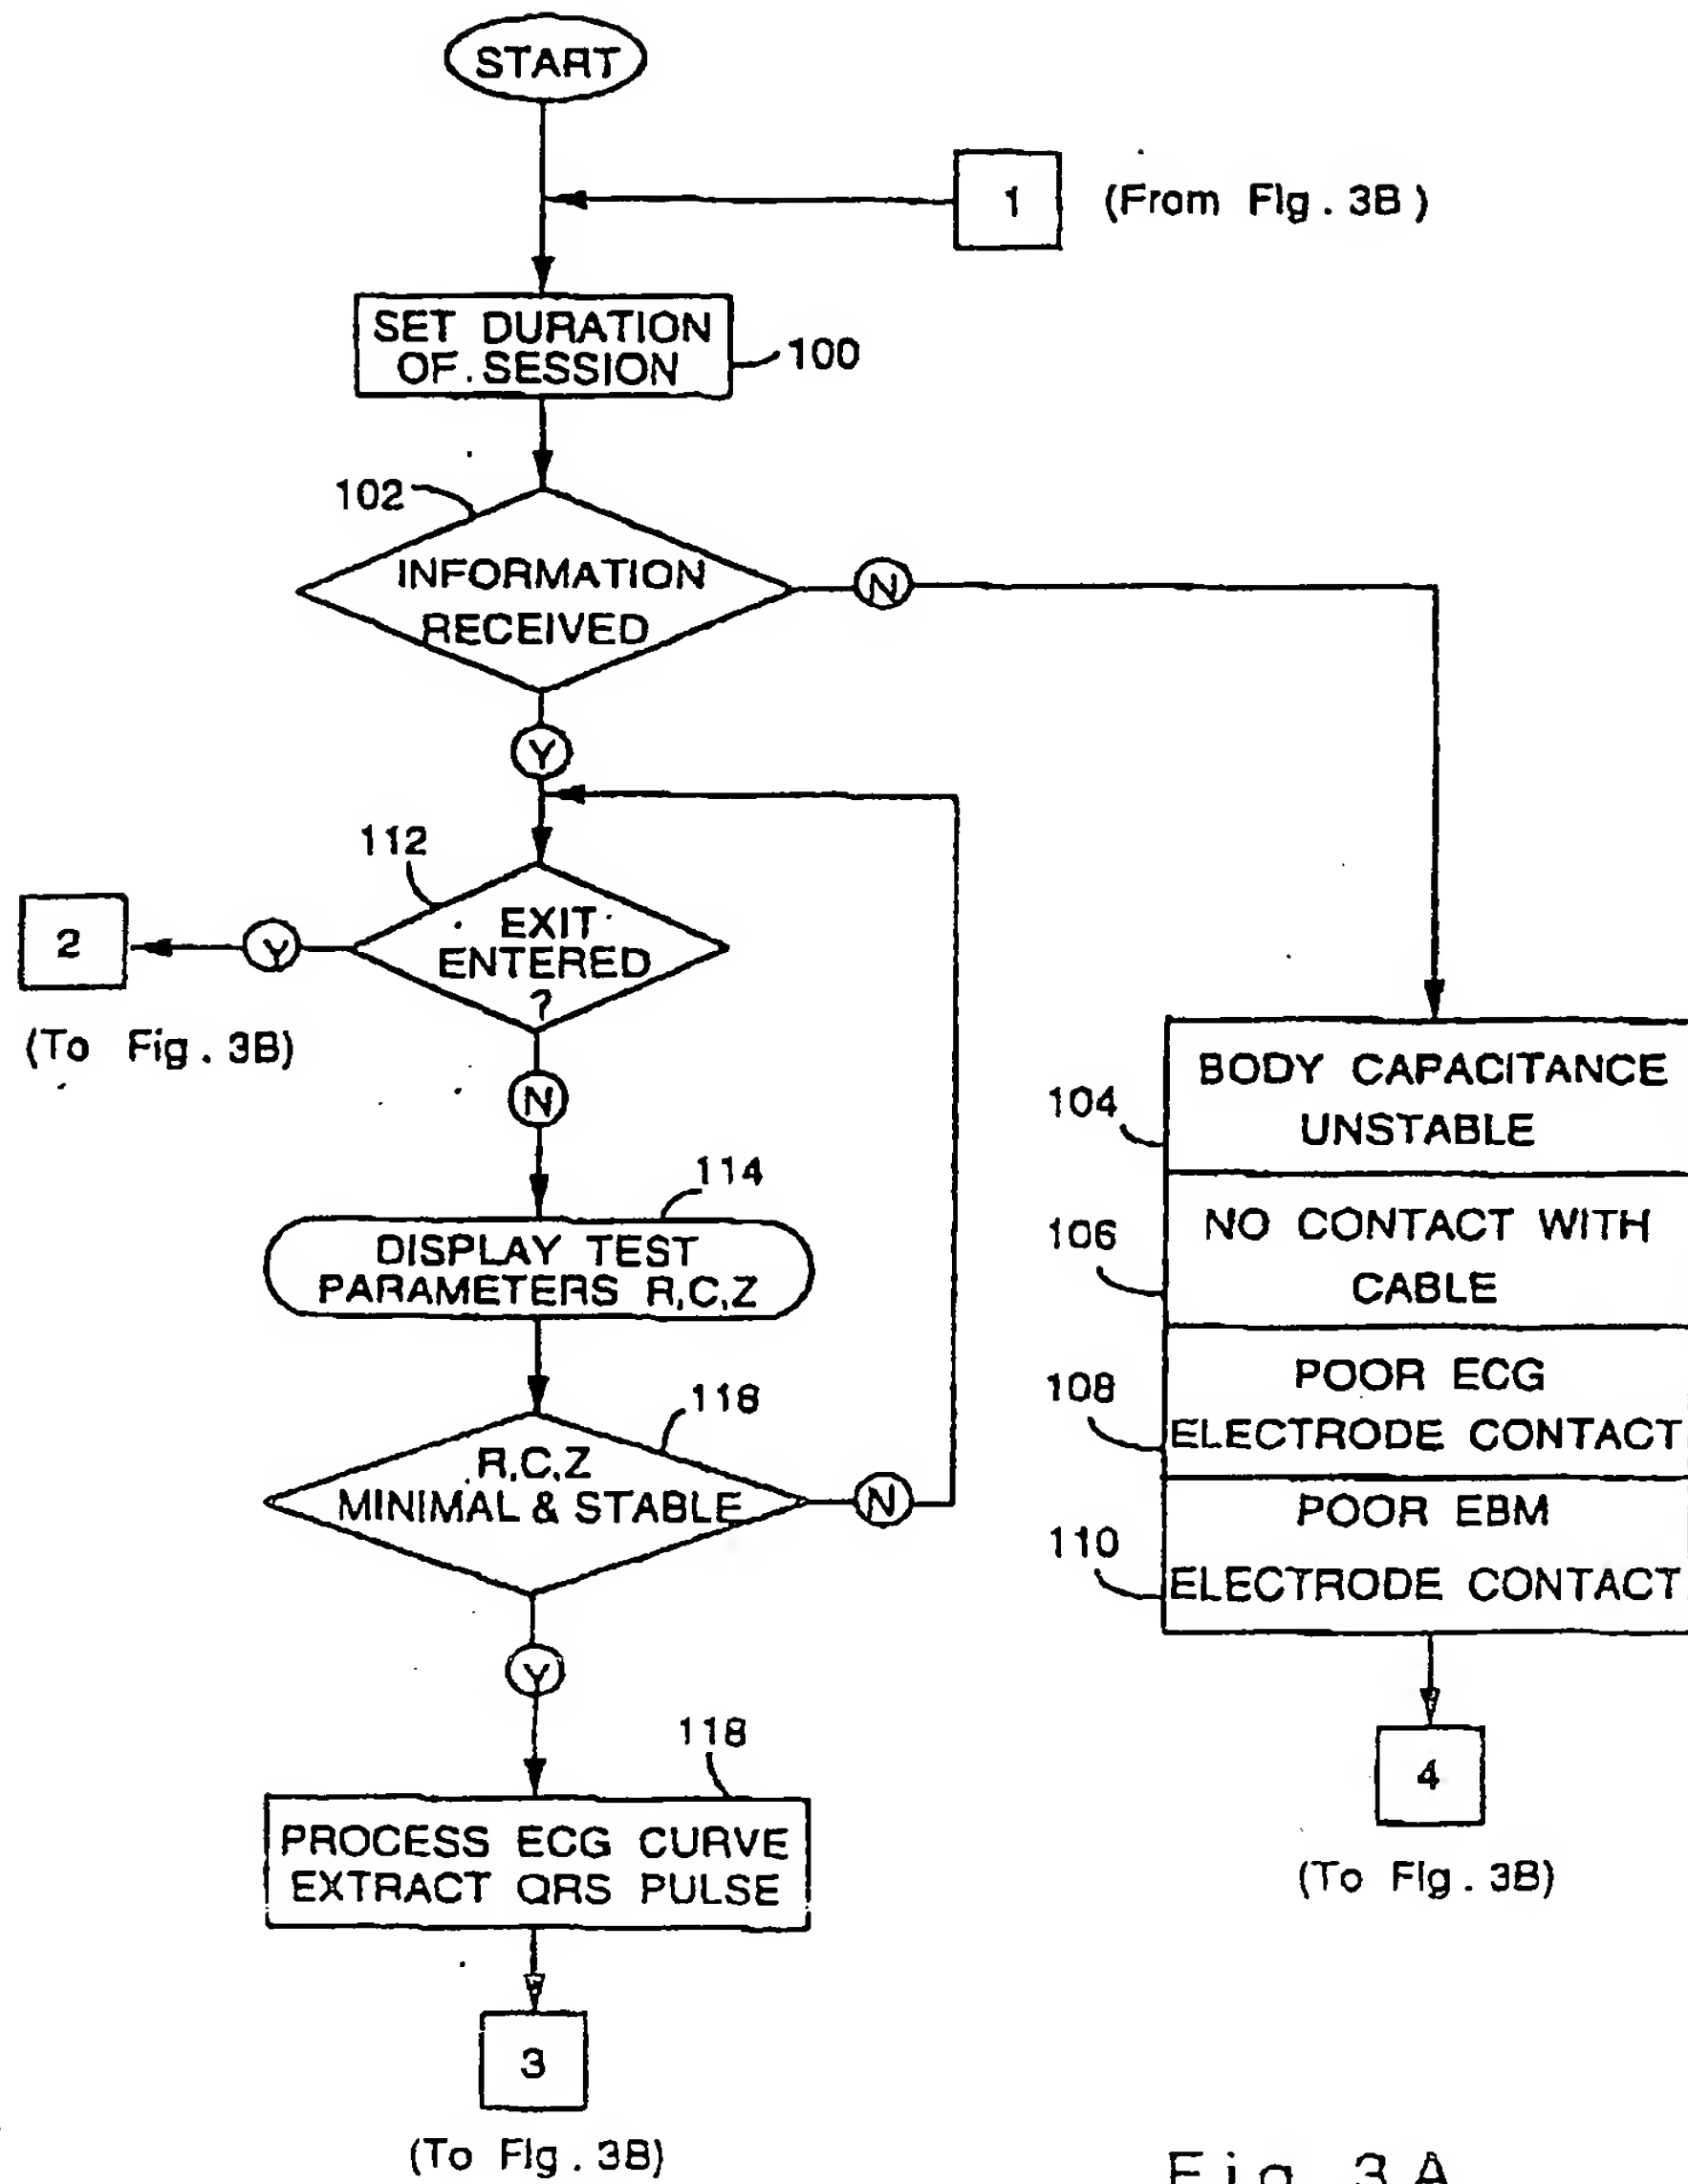 START
1 (From Fig. 3B)
SET DURATION
OF SESSION
100
102
INFORMATION
RECEIVED
N
Y
112
EXIT
ENTERED
?
Y
2
(To Fig. 3B)
N
114
DISPLAY TEST
PARAMETERS R,C,Z
116
R,C,Z
MINIMAL & STABLE
N
Y
118
PROCESS ECG CURVE
EXTRACT QRS PULSE
3
(To Fig. 3B)
104
BODY CAPACITANCE
UNSTABLE
106
NO CONTACT WITH
CABLE
108
POOR ECG
ELECTRODE CONTACT
110
POOR EBM
ELECTRODE CONTACT
4
(To Fig. 3B)
Fig. 3A